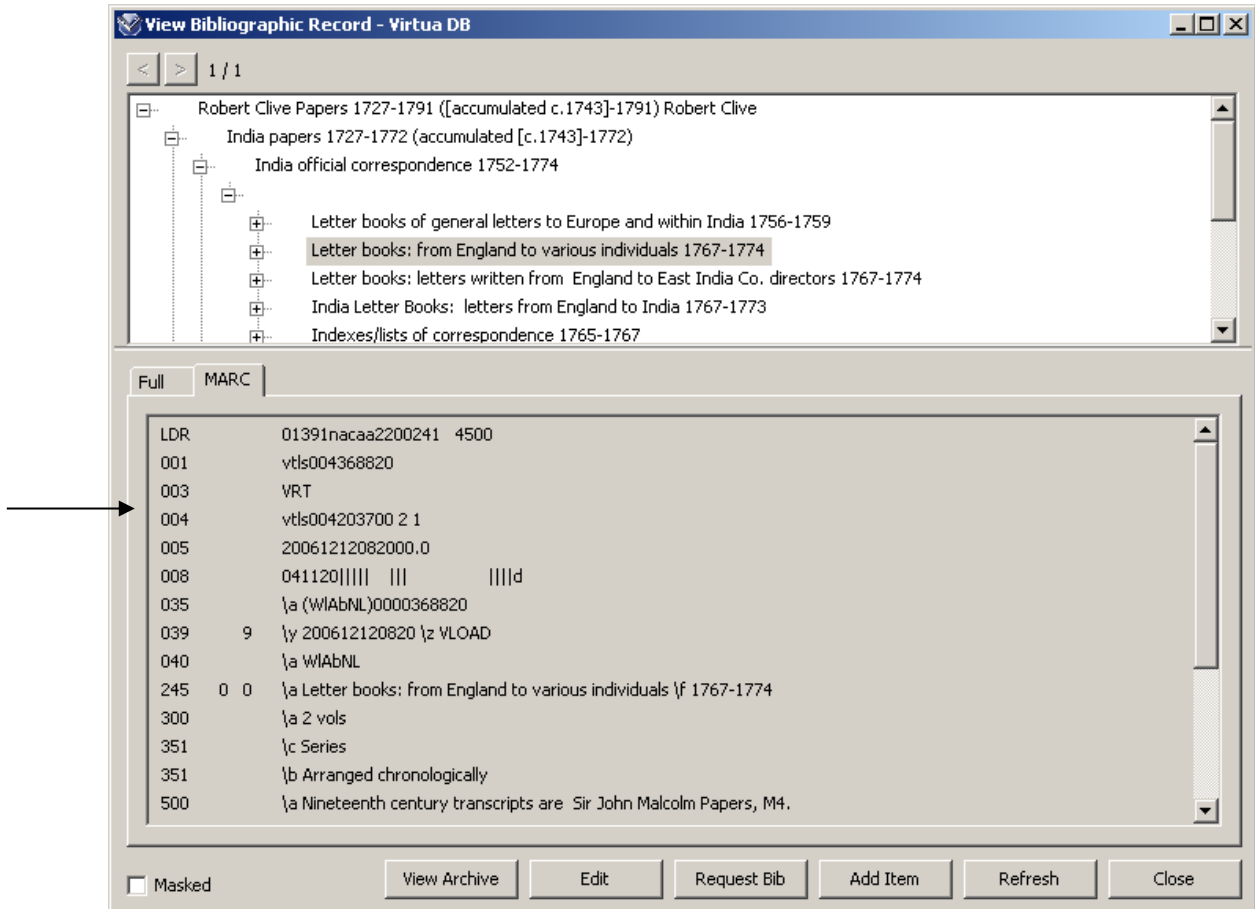 View Bibliographic Record - Virtua DB
< > 1 / 1
Robert Clive Papers 1727-1791 ([accumulated c.1743]-1791) Robert Clive
India papers 1727-1772 (accumulated [c.1743]-1772)
India official correspondence 1752-1774
Letter books of general letters to Europe and within India 1756-1759
Letter books: from England to various individuals 1767-1774
Letter books: letters written from  England to East India Co. directors 1767-1774
India Letter Books:  letters from England to India 1767-1773
Indexes/lists of correspondence 1765-1767
Full MARC
LDR 01391nacaa2200241   4500
001 vtls004368820
003 VRT
004 vtls004203700 2 1
005 20061212082000.0
008 041120|||||   |||                 ||||d
035 \a (WlAbNL)0000368820
039 9 \y 200612120820 \z VLOAD
040 \a WlAbNL
245 0 0 \a Letter books: from England to various individuals \f 1767-1774
300 \a 2 vols
351 \c Series
351 \b Arranged chronologically
500 \a Nineteenth century transcripts are  Sir John Malcolm Papers, M4.
Masked View Archive Edit Request Bib Add Item Refresh Close